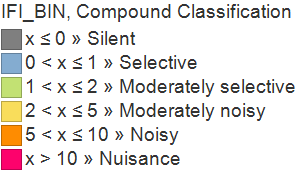 IFI_BIN, Compound Classification
x ≤ 0 » Silent
0 < x ≤ 1 » Selective
1 < x ≤ 2 » Moderately selective
2 < x ≤ 5 » Moderately noisy
5 < x ≤ 10 » Noisy
x > 10 » Nuisance